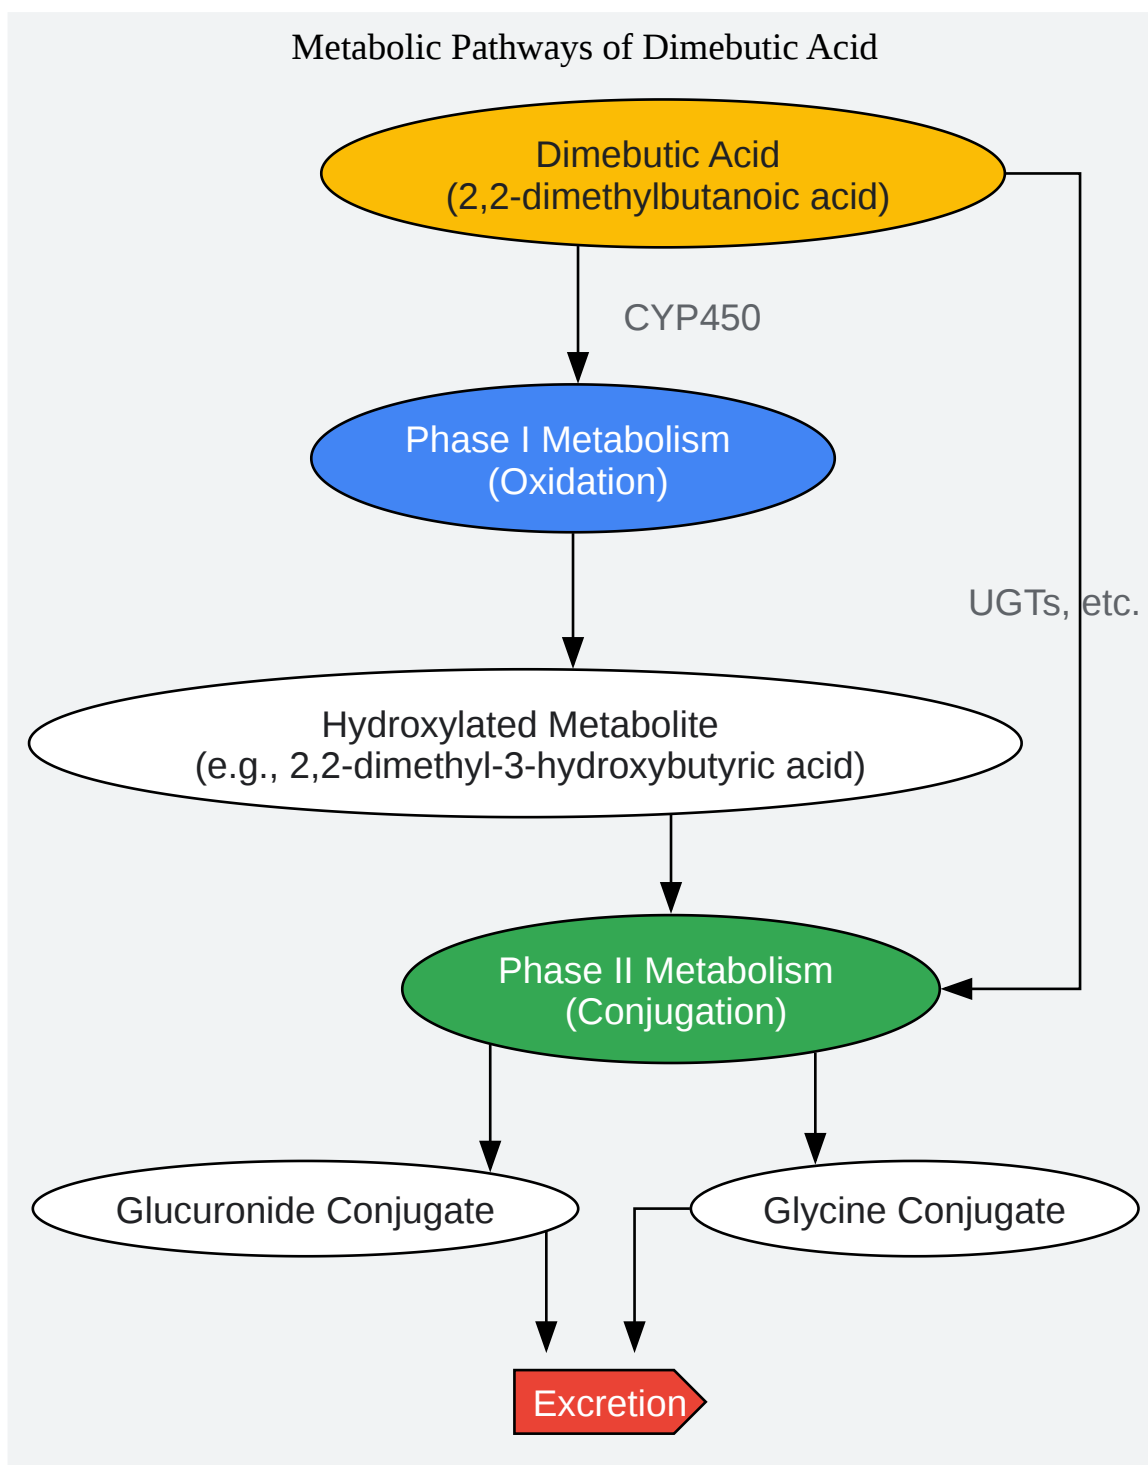 Metabolic Pathways of Dimebutic Acid
Dimebutic Acid
(2,2-dimethylbutanoic acid)
CYP450
Phase I Metabolism
(Oxidation)
UGTs, etc.
Hydroxylated Metabolite
(e.g., 2,2-dimethyl-3-hydroxybutyric acid)
Phase II Metabolism
(Conjugation)
Glucuronide Conjugate
Glycine Conjugate
Excretion